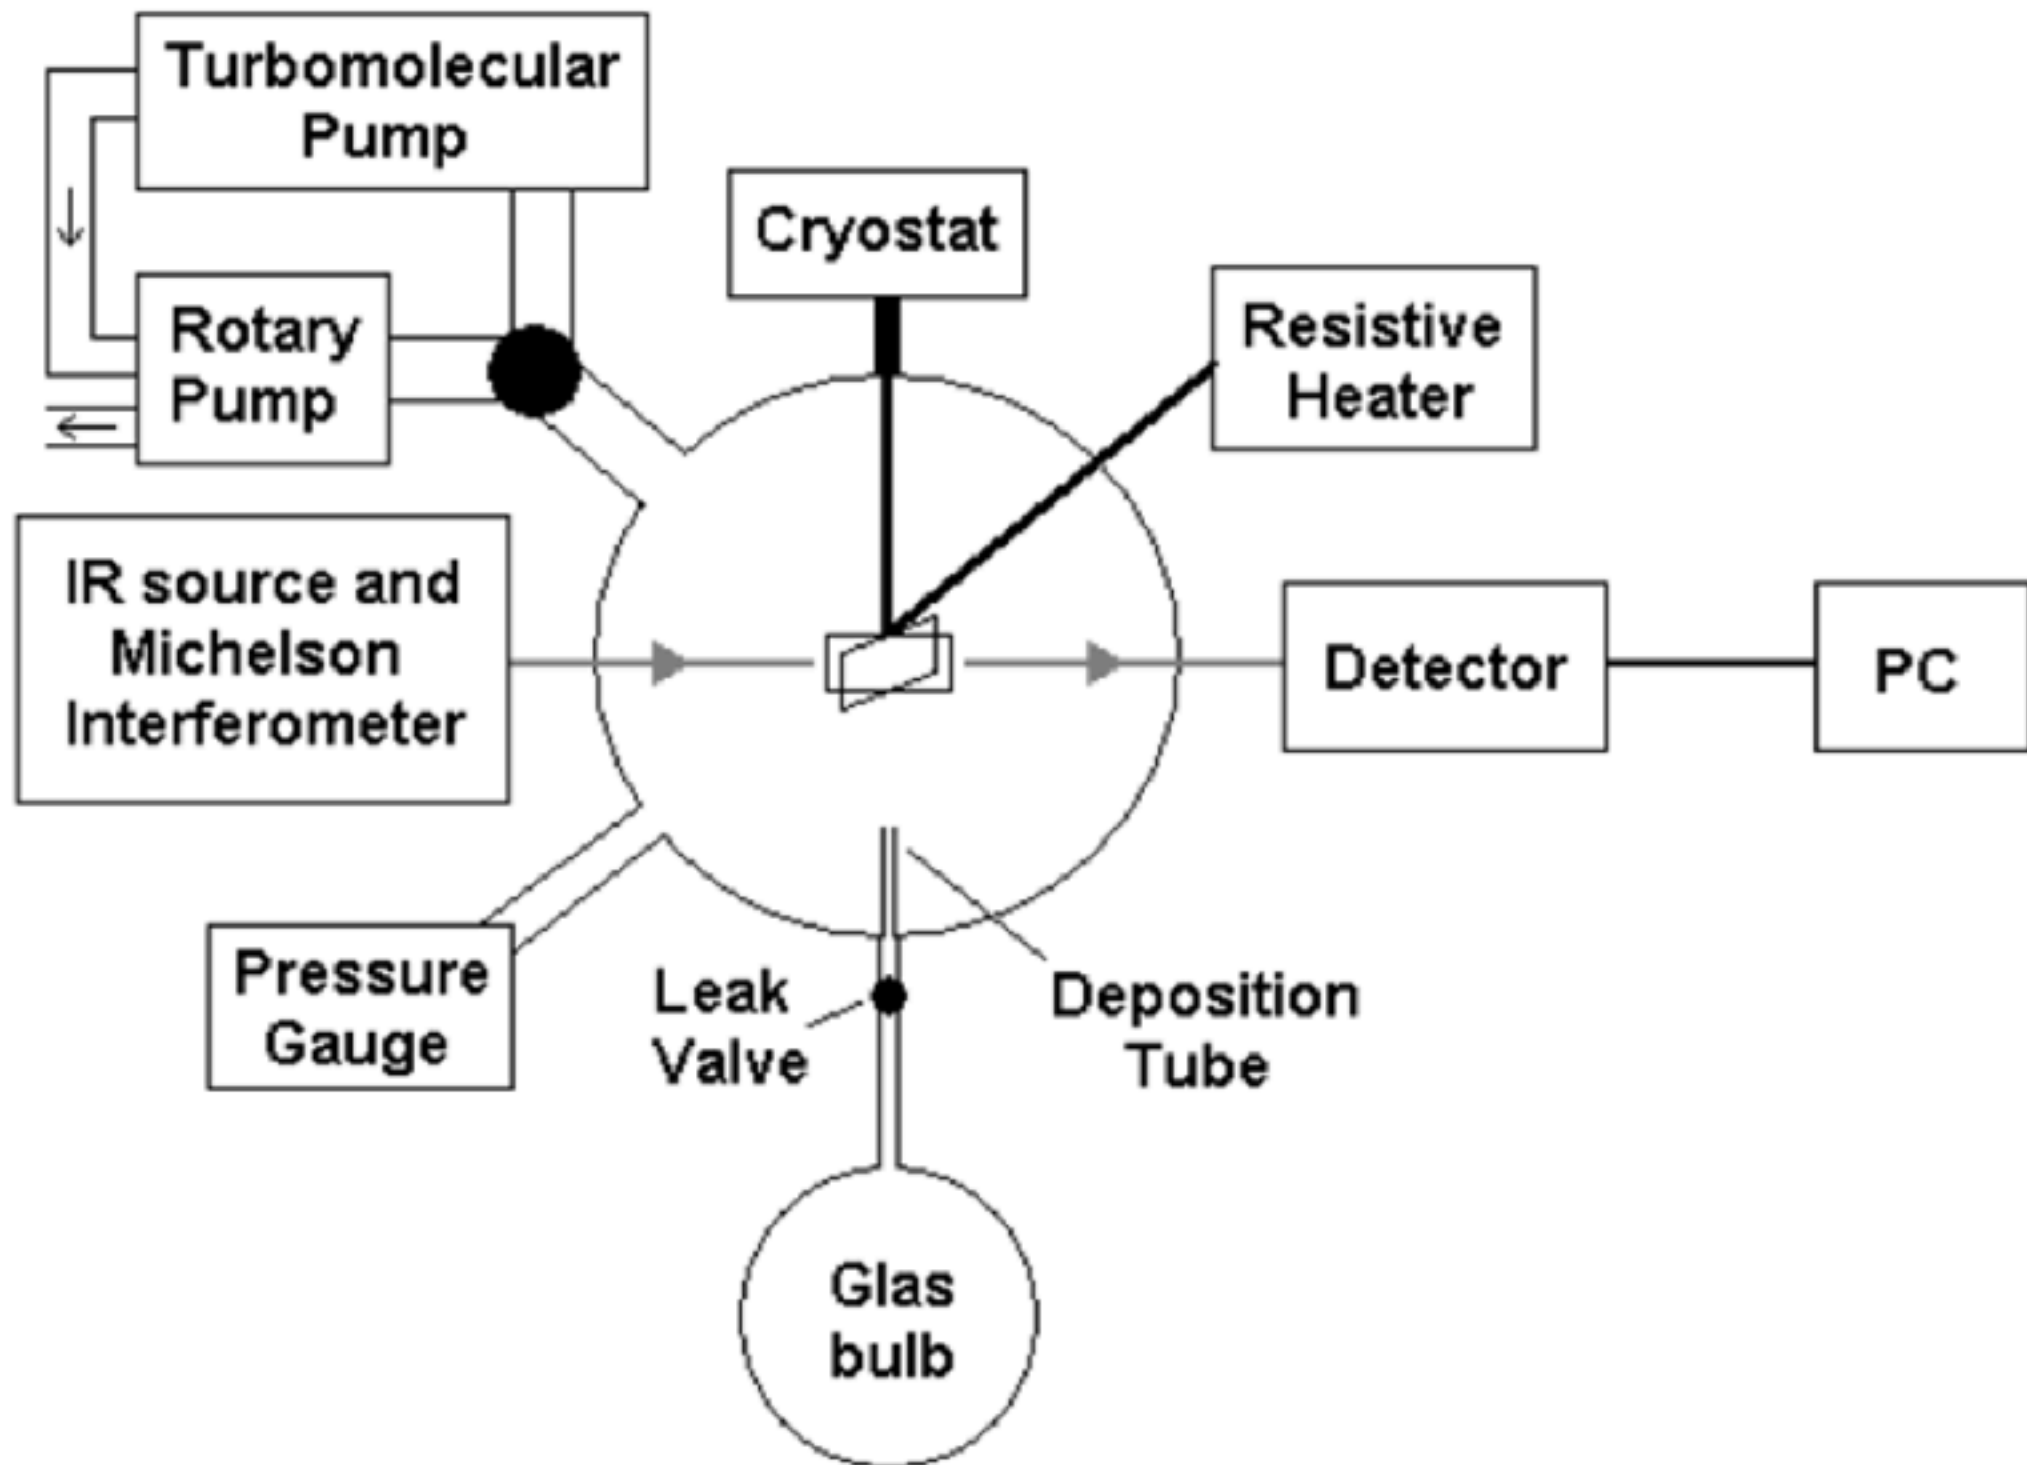 Turbomolecular
Pump
Cryostat
Rotary
Pump
Resistive
Heater
IR source and
Michelson
Interferometer
Detector
PC
Pressure
Gauge
Leak
Valve
Deposition
Tube
Glas
bulb